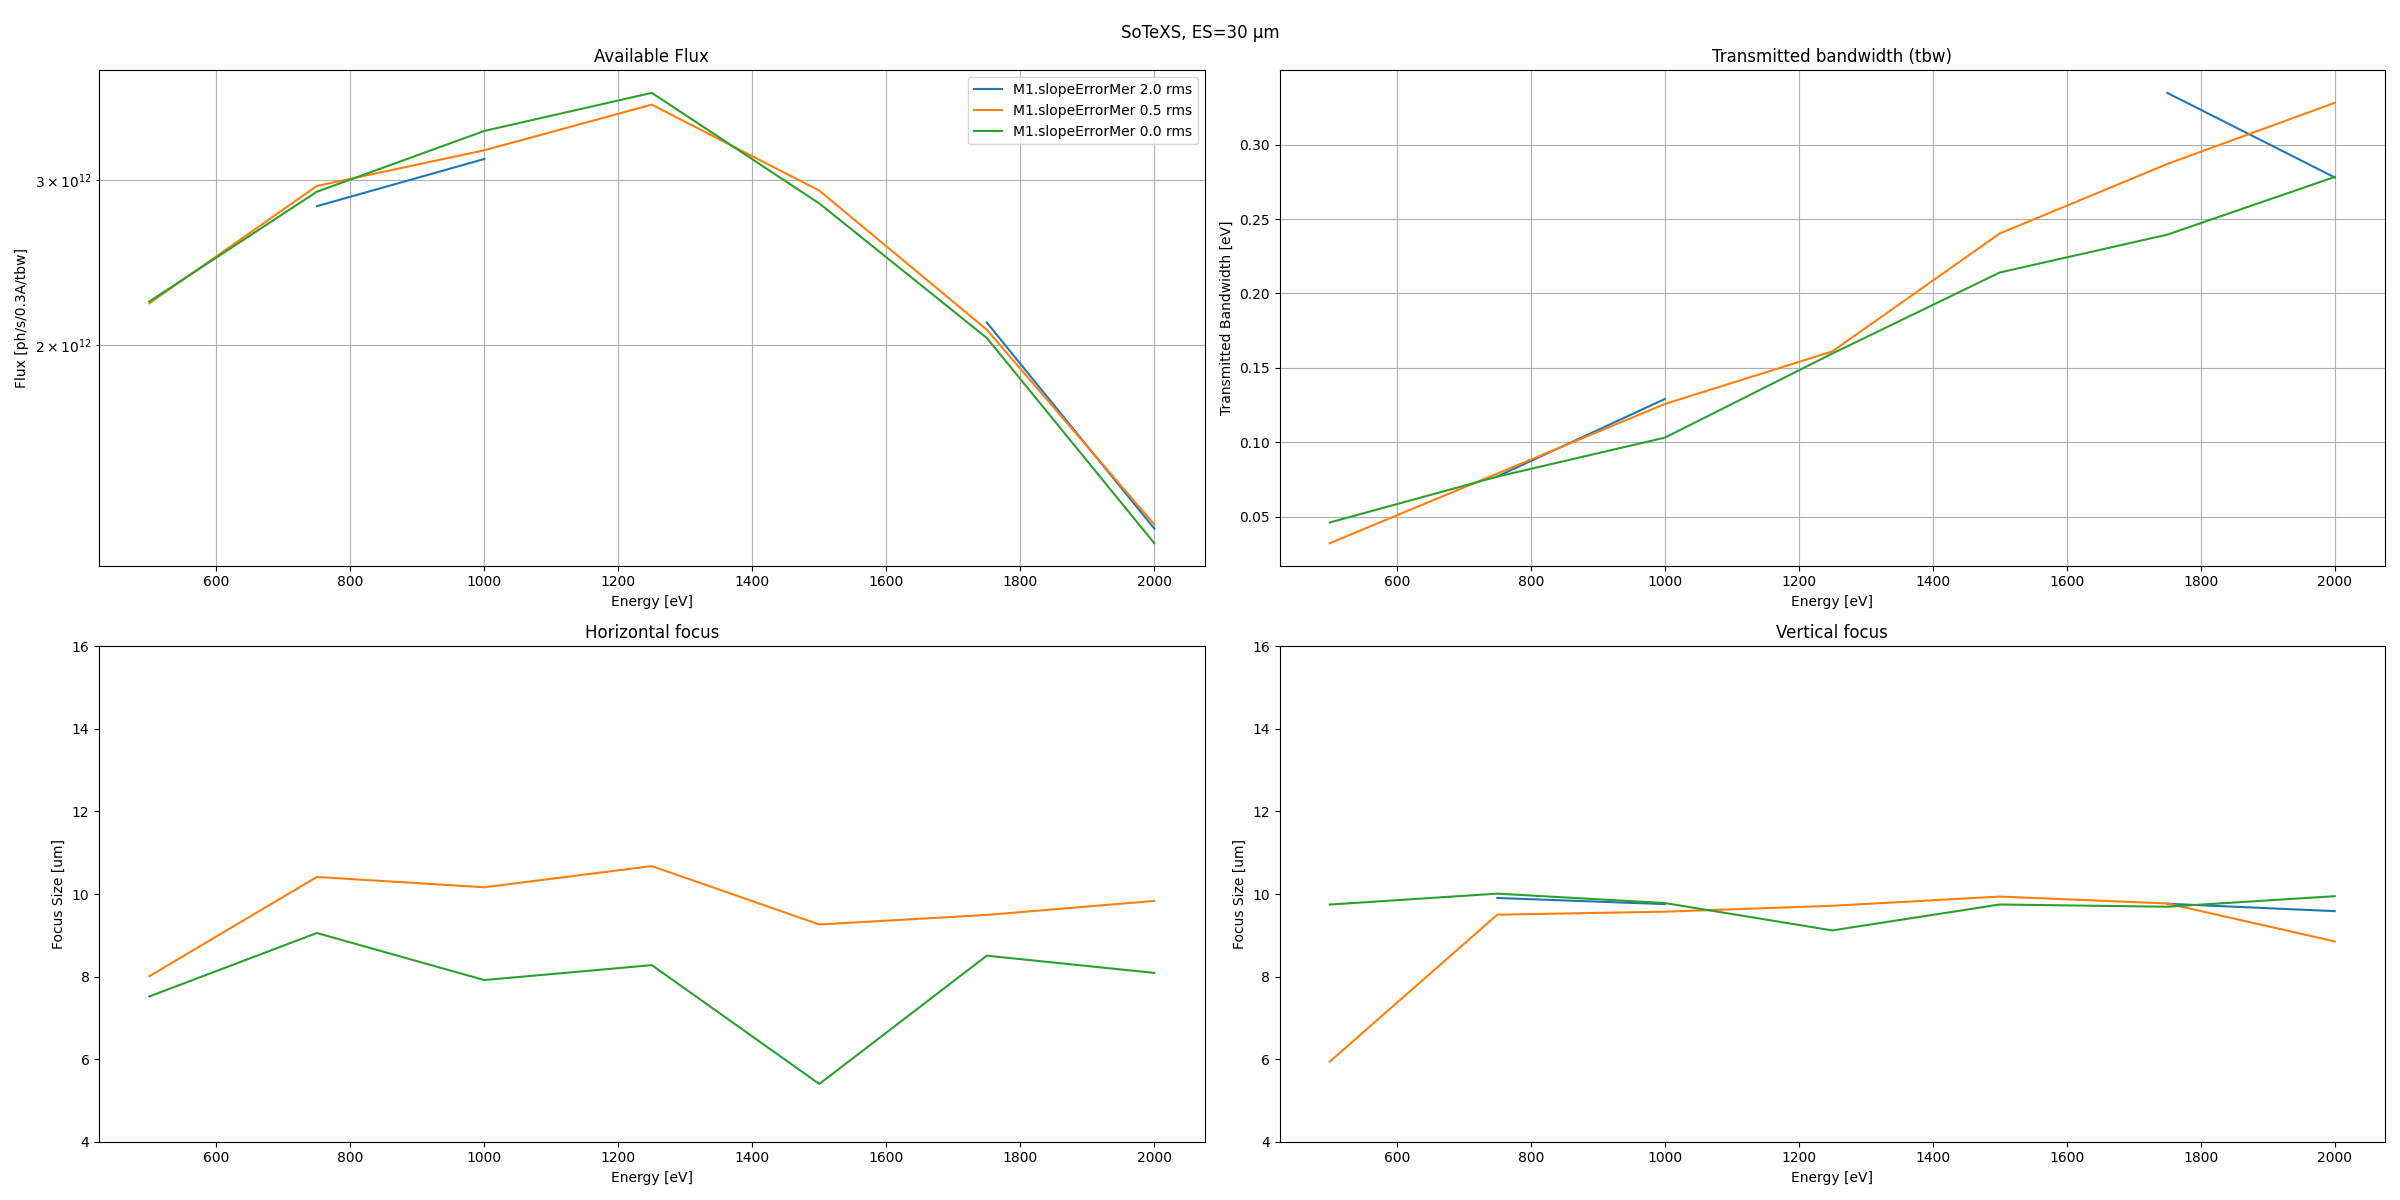 SoTeXS, ES=30 μm
Available Flux
Flux [ph/s/0.3A/tbw]
3 × 10¹²
2 × 10¹²
M1.slopeErrorMer 2.0 rms
M1.slopeErrorMer 0.5 rms
M1.slopeErrorMer 0.0 rms
600 800 1000 1200 1400 1600 1800 2000
Energy [eV]
Transmitted bandwidth (tbw)
Transmitted Bandwidth [eV]
0.30
0.25
0.20
0.15
0.10
0.05
600 800 1000 1200 1400 1600 1800 2000
Energy [eV]
Horizontal focus
Focus Size [um]
16
14
12
10
8
6
4
600 800 1000 1200 1400 1600 1800 2000
Energy [eV]
Vertical focus
Focus Size [um]
16
14
12
10
8
6
4
600 800 1000 1200 1400 1600 1800 2000
Energy [eV]